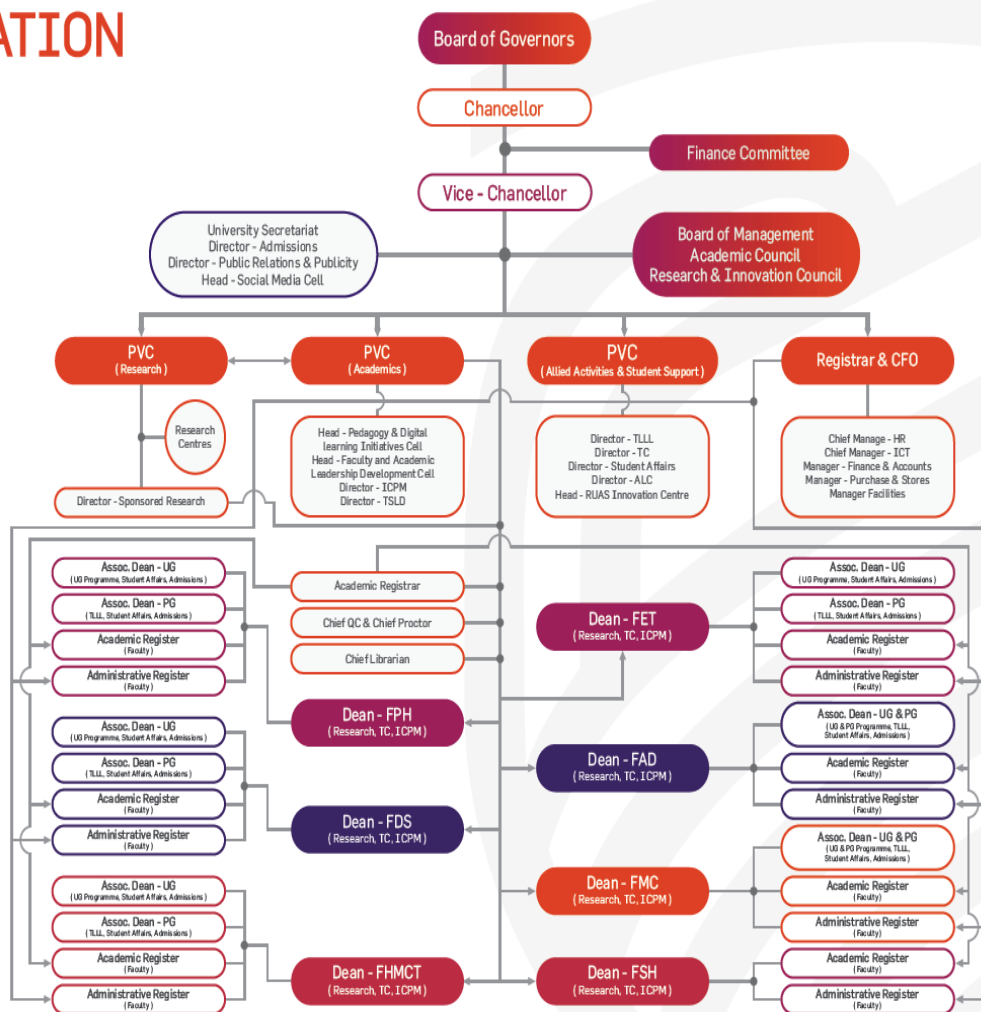 ATION
Board of Governors
Chancellor
Finance Committee
Vice - Chancellor
University Secretariat
Director - Admissions
Director - Public Relations & Publicity
Head - Social Media Cell
Board of Management
Academic Council
Research & Innovation Council
PVC
( Research )
PVC
( Academics )
PVC
( Allied Activities & Student Support )
Registrar & CFO
Research
Centres
Director - Sponsored Research
Head - Pedagogy & Digital
learning Initiatives Cell
Head - Faculty and Academic
Leadership Development Cell
Director - ICPM
Director - TSLD
Director - TLLL
Director - TC
Director - Student Affairs
Director - ALC
Head - RUAS Innovation Centre
Chief Manage - HR
Chief Manager - ICT
Manager - Finance & Accounts
Manager - Purchase & Stores
Manager Facilities
Assoc. Dean - UG
( UG Programme, Student Affairs, Admissions )
Assoc. Dean - PG
( TLLL, Student Affairs, Admissions )
Academic Register
(Faculty )
Administrative Register
(Faculty )
Academic Registrar
Chief QC & Chief Proctor
Chief Librarian
Dean - FPH
( Research, TC, ICPM )
Dean - FET
( Research, TC, ICPM )
Assoc. Dean - UG
( UG Programme, Student Affairs, Admissions )
Assoc. Dean - PG
( TLLL, Student Affairs, Admissions )
Academic Register
(Faculty )
Administrative Register
(Faculty )
Assoc. Dean - UG
( UG Programme, Student Affairs, Admissions )
Assoc. Dean - PG
( TLLL, Student Affairs, Admissions )
Academic Register
(Faculty )
Administrative Register
(Faculty )
Dean - FDS
( Research, TC, ICPM )
Dean - FAD
( Research, TC, ICPM )
Assoc. Dean - UG & PG
( UG & PG Programme, TLLL,
Student Affairs, Admissions )
Academic Register
(Faculty )
Administrative Register
(Faculty )
Dean - FMC
( Research, TC, ICPM )
Assoc. Dean - UG & PG
( UG & PG Programme, TLLL,
Student Affairs, Admissions )
Academic Register
(Faculty )
Administrative Register
(Faculty )
Assoc. Dean - UG
( UG Programme, Student Affairs, Admissions )
Assoc. Dean - PG
( TLLL, Student Affairs, Admissions )
Academic Register
(Faculty )
Administrative Register
(Faculty )
Dean - FHMCT
( Research, TC, ICPM )
Dean - FSH
( Research, TC, ICPM )
Academic Register
(Faculty )
Administrative Register
(Faculty )